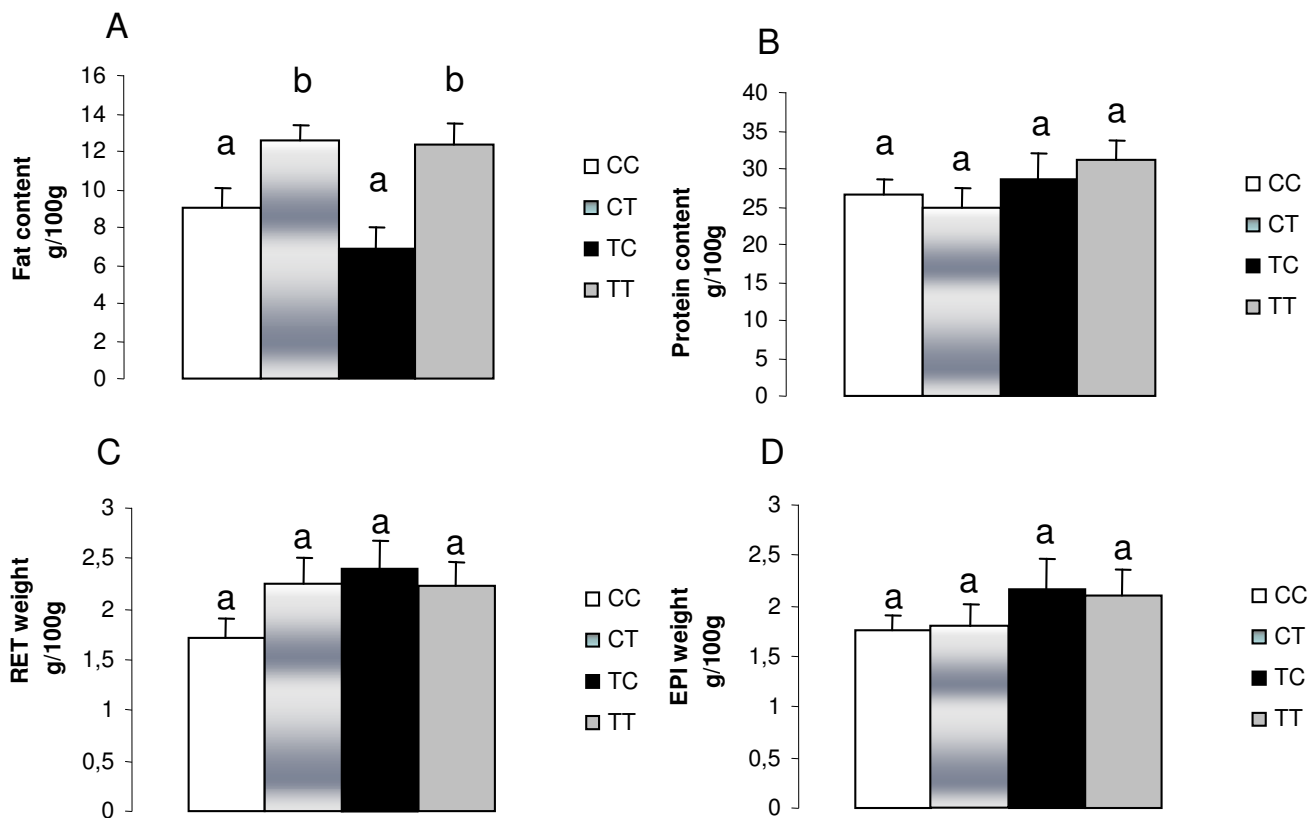 A
Fat content
g/100g
16
14
12
10
8
6
4
2
0
a
b
a
b
CC
CT
TC
TT
B
Protein content
g/100g
40
35
30
25
20
15
10
5
0
a
a
a
a
CC
CT
TC
TT
C
RET weight
g/100g
3
2,5
2
1,5
1
0,5
0
a
a
a
a
CC
CT
TC
TT
D
EPI weight
g/100g
3
2,5
2
1,5
1
0,5
0
a
a
a
a
CC
CT
TC
TT